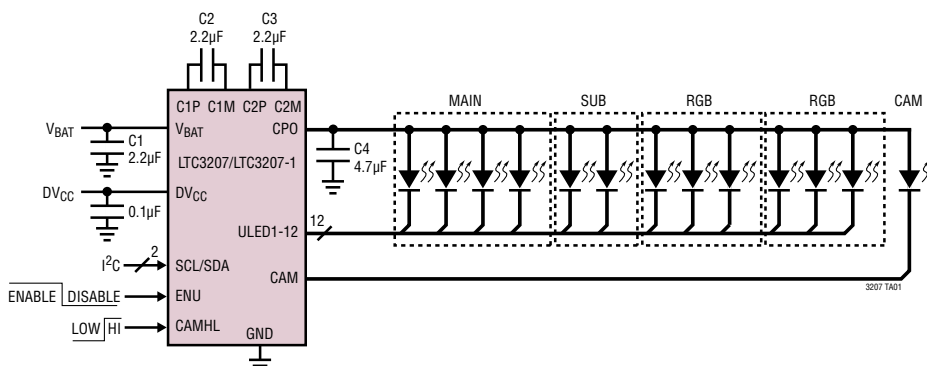 C2
2.2µF
C3
2.2µF
C1P C1M C2P C2M
MAIN SUB RGB RGB CAM
VBAT
VBAT
CPO
C1
2.2µF
LTC3207/LTC3207-1
C4
4.7µF
DVCC
DVCC
0.1µF
ULED1-12
12
I2C
2
SCL/SDA
CAM
3207 TA01
ENABLE DISABLE
ENU
LOW HI
CAMHL
GND